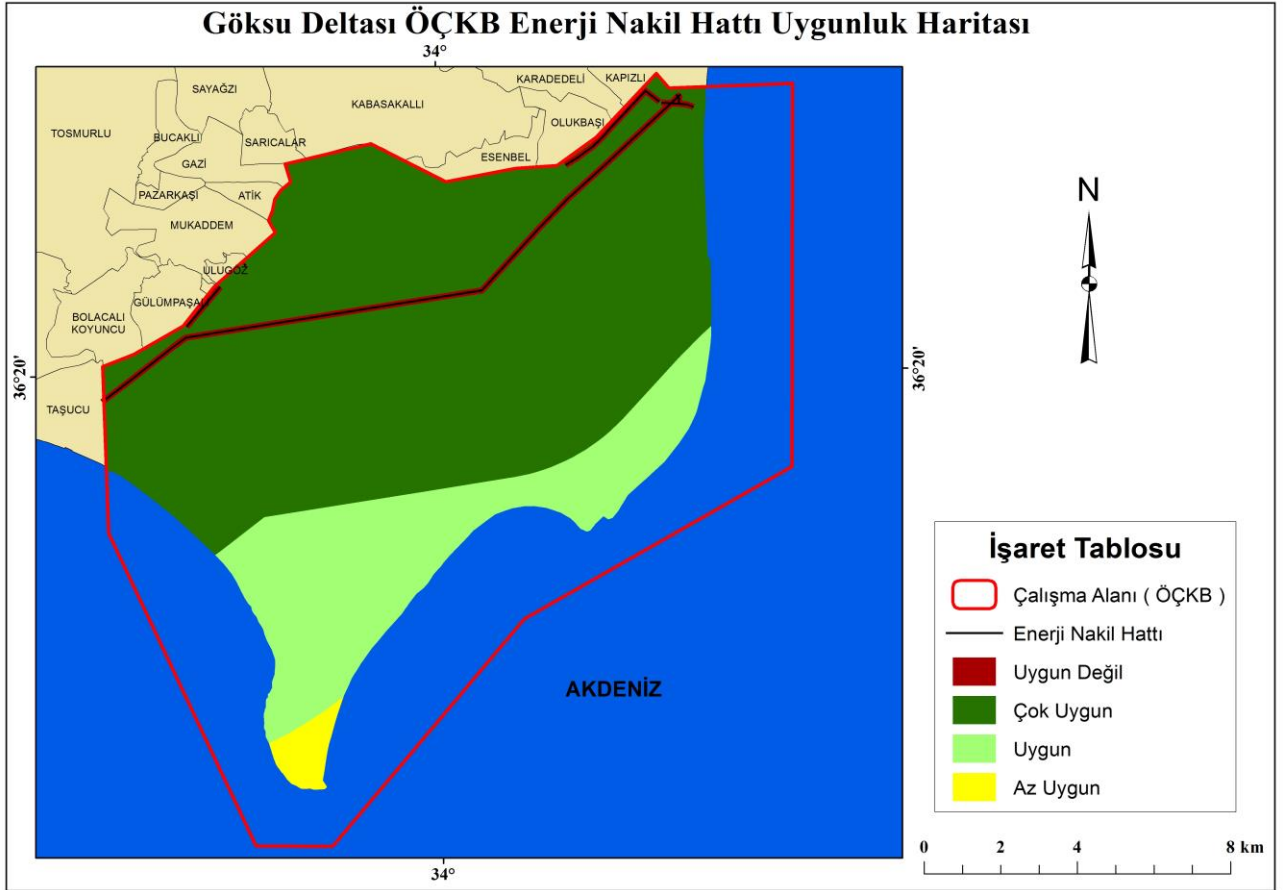 Göksu Deltası ÖÇKB Enerji Nakil Hattı Uygunluk Haritası
34°
SAYAĞZI
KARADEDELİ
KAPIZLI
KABASAKALLI
TOSMURLU
BUCAKLI
SARICALAR
OLUKBAŞI
GAZİ
ESENBEL
PAZARKAŞI
ATİK
MUKADDEM
N
ULUGÖZ
GÜLÜMPAŞALI
BOLACALI
KOYUNCU
36°20'
36°20'
TAŞUCU
AKDENİZ
İşaret Tablosu
Çalışma Alanı ( ÖÇKB )
Enerji Nakil Hattı
Uygun Değil
Çok Uygun
Uygun
Az Uygun
0 2 4 8 km
34°